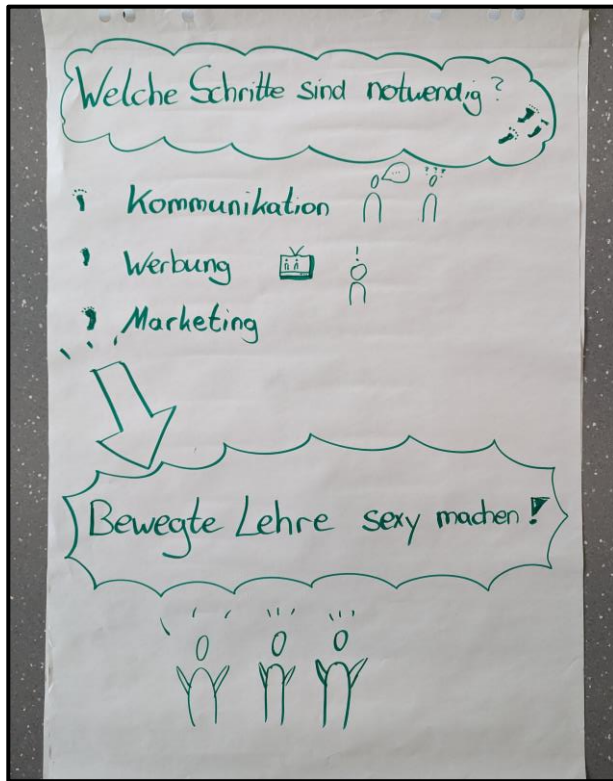 Welche Schritte sind notwendig?
Kommunikation
Werbung
Marketing
Bewegte Lehre sexy machen!